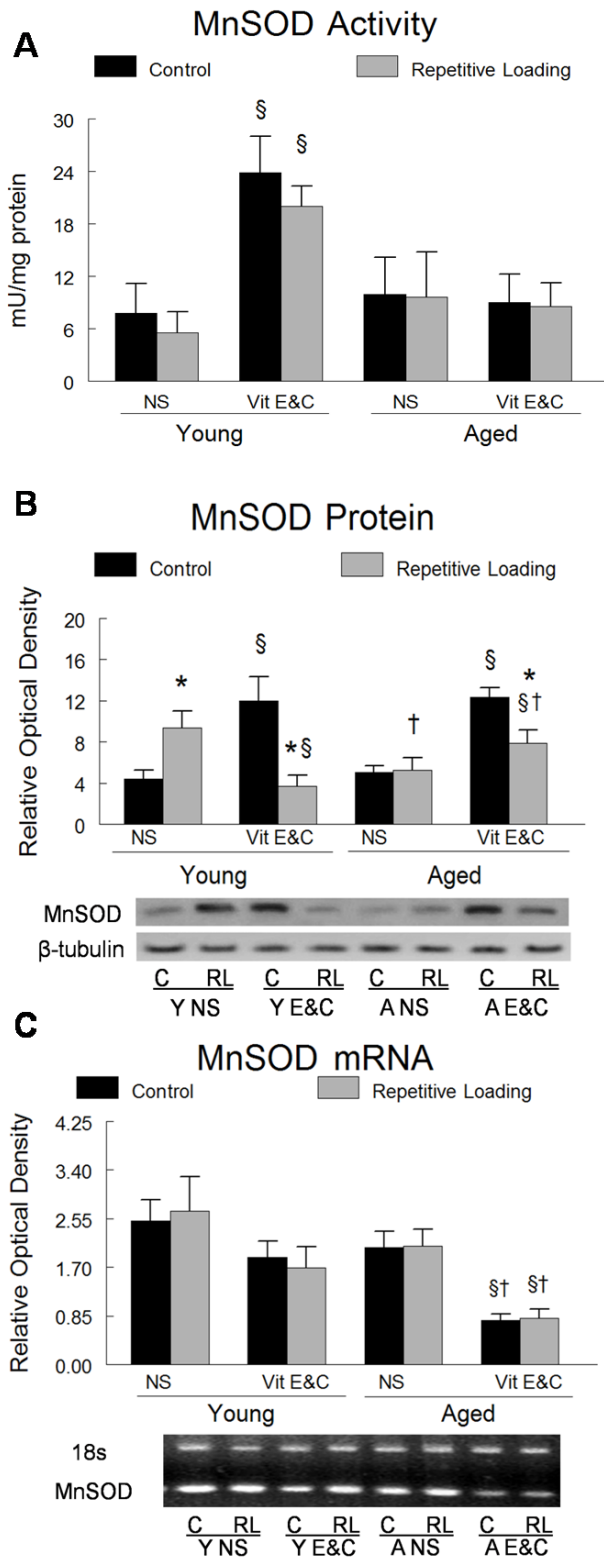 A
MnSOD Activity
Control Repetitive Loading
mU/mg protein
30
24
18
12
6
0
§ §
NS Vit E&C NS Vit E&C
Young Aged
B
MnSOD Protein
Control Repetitive Loading
Relative Optical Density
20
16
12
8
4
0
* § * § † § * § †
NS Vit E&C NS Vit E&C
Young Aged
MnSOD
β-tubulin
C RL C RL C RL C RL
Y NS Y E&C A NS A E&C
C
MnSOD mRNA
Control Repetitive Loading
Relative Optical Density
4.25
3.40
2.55
1.70
0.85
0.00
§† §†
NS Vit E&C NS Vit E&C
Young Aged
18s
MnSOD
C RL C RL C RL C RL
Y NS Y E&C A NS A E&C